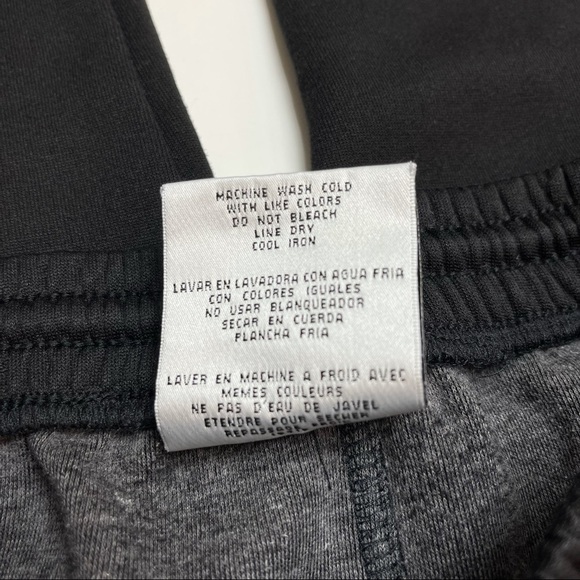 MACHINE WASH COLD
WITH LIKE COLORS
DO NOT BLEACH
LINE DRY
COOL IRON
LAVAR EN LAVADORA CON AGUA FRIA
CON COLORES IGUALES
NO USAR BLANQUEADOR
SECAR EN CUERDA
PLANCHA FRIA
LAVER EN MACHINE A FROID AVEC
MEMES COULEURS
NE PAS D'EAU DE JAVEL
ETENDRE POUR SECHER